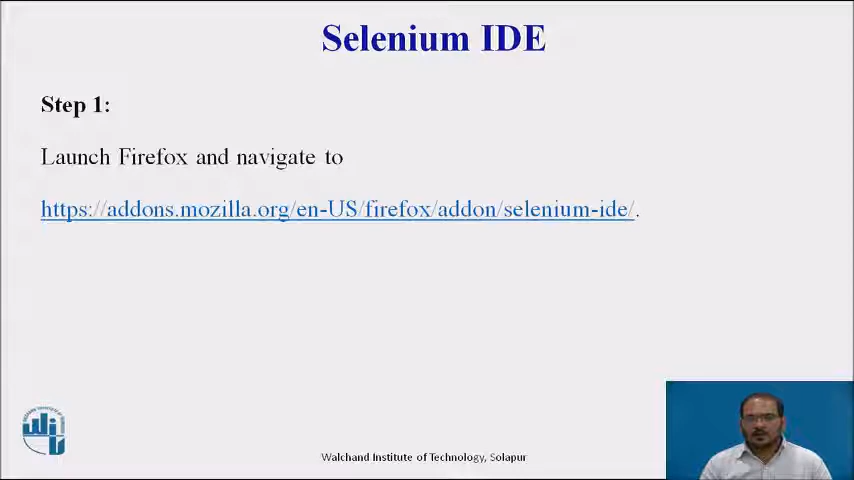 Selenium IDE
Step 1:
Launch Firefox and navigate to
https://addons.mozilla.org/en-US/firefox/addon/selenium-ide/.
Walchand Institute of Technology, Solapur